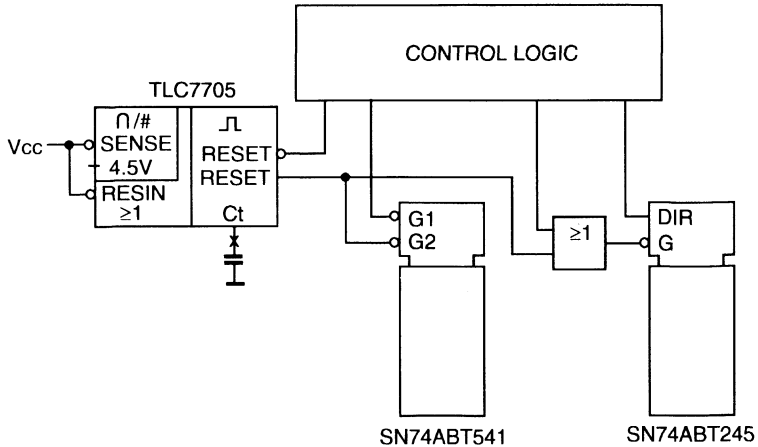 CONTROL LOGIC
TLC7705
∩/#
SENSE
4.5V
RESIN
≥1
RESET
RESET
Ct
Vcc
G1
G2
≥1
DIR
G
SN74ABT541
SN74ABT245